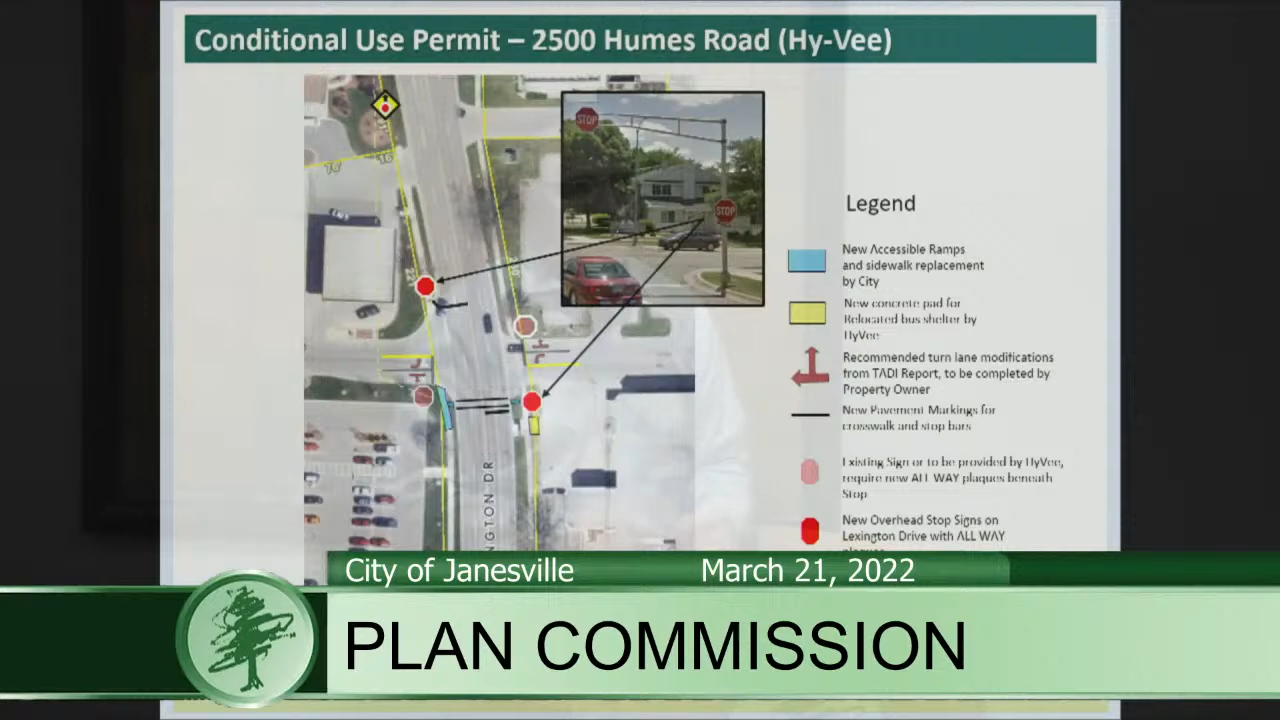 Conditional Use Permit – 2500 Humes Road (Hy-Vee)
STOP
STOP
Legend
New Accessible Ramps
and sidewalk replacement
by City
New concrete pad for
Relocated bus shelter by
HyVee
Recommended turn lane modifications
from TADI Report, to be completed by
Property Owner
New Pavement Markings for
crosswalk and stop bars
Existing Sign or to be provided by HyVee,
require new ALL WAY plaques beneath
Stop
New Overhead Stop Signs on
Lexington Drive with ALL WAY
NGTON DR
City of Janesville March 21, 2022
PLAN COMMISSION